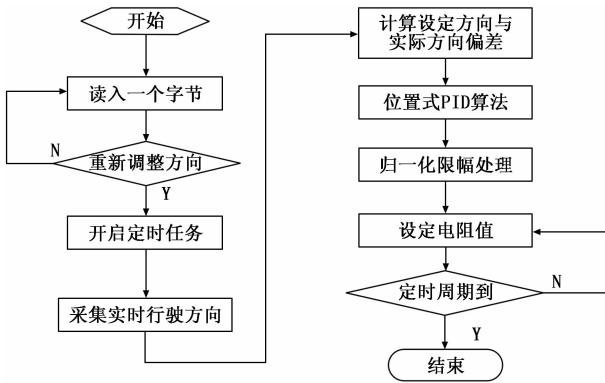 开始
读入一个字节
重新调整方向
N
Y
开启定时任务
采集实时行驶方向
计算设定方向与
实际方向偏差
位置式PID算法
归一化限幅处理
设定电阻值
定时周期到
N
Y
结束